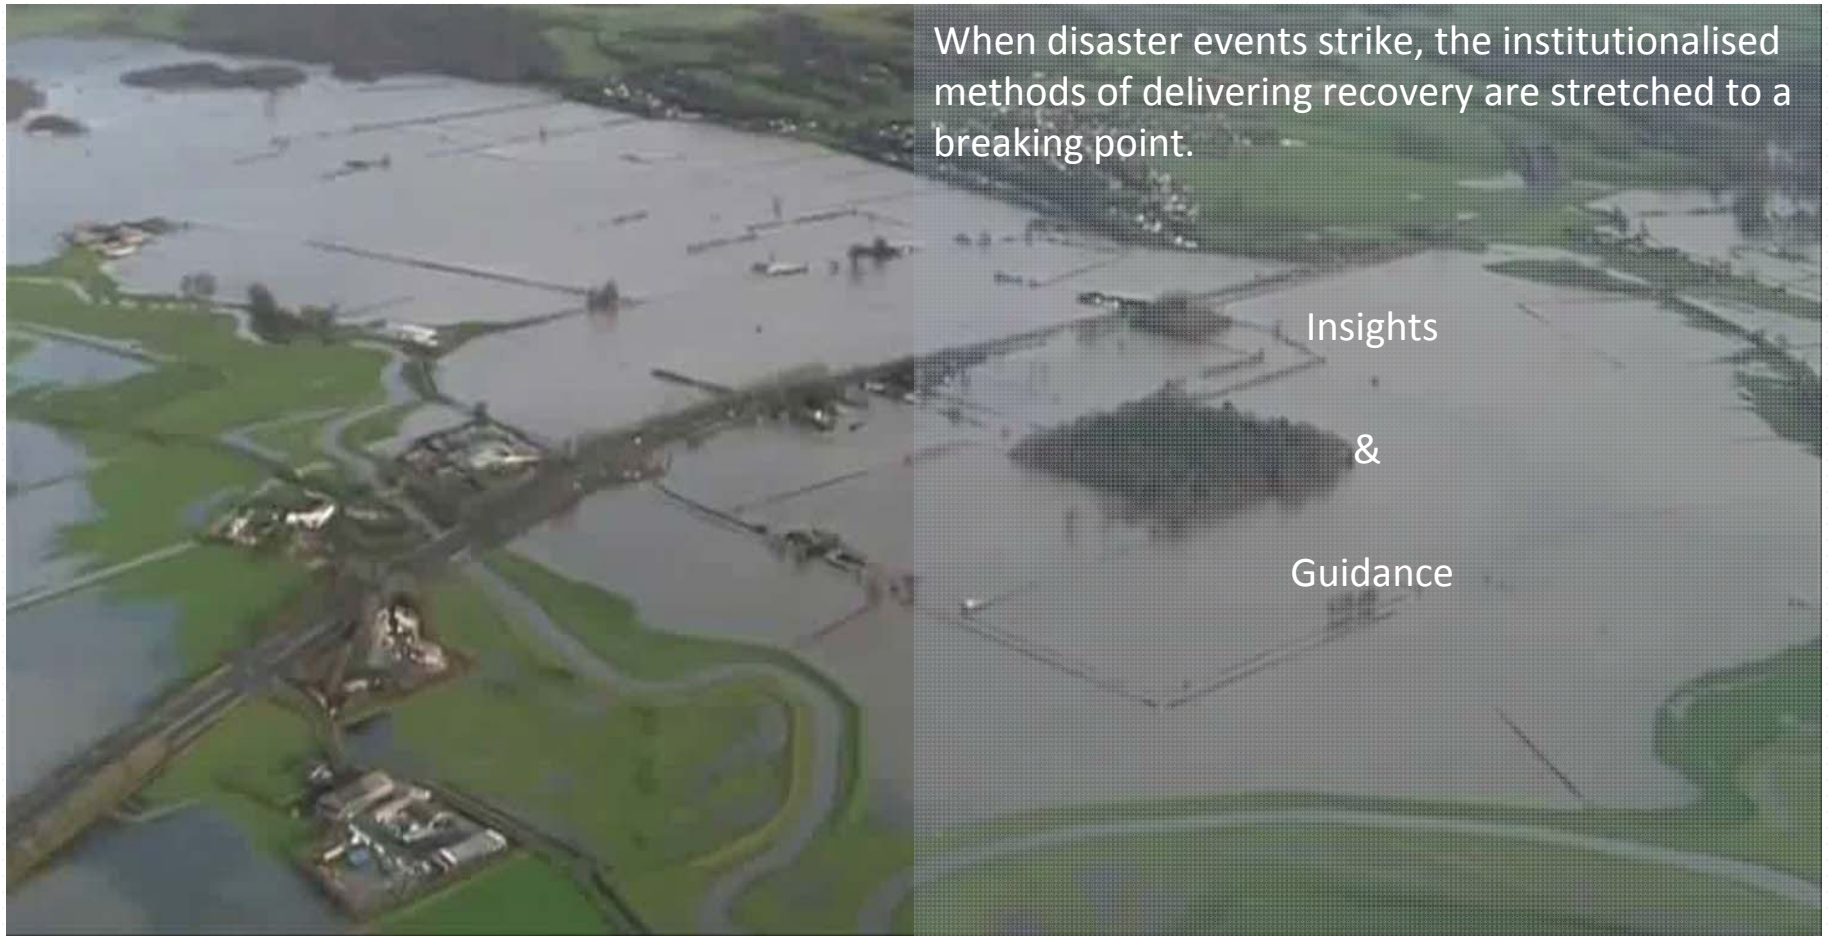 When disaster events strike, the institutionalised
methods of delivering recovery are stretched to a
breaking point.
Insights
&
Guidance